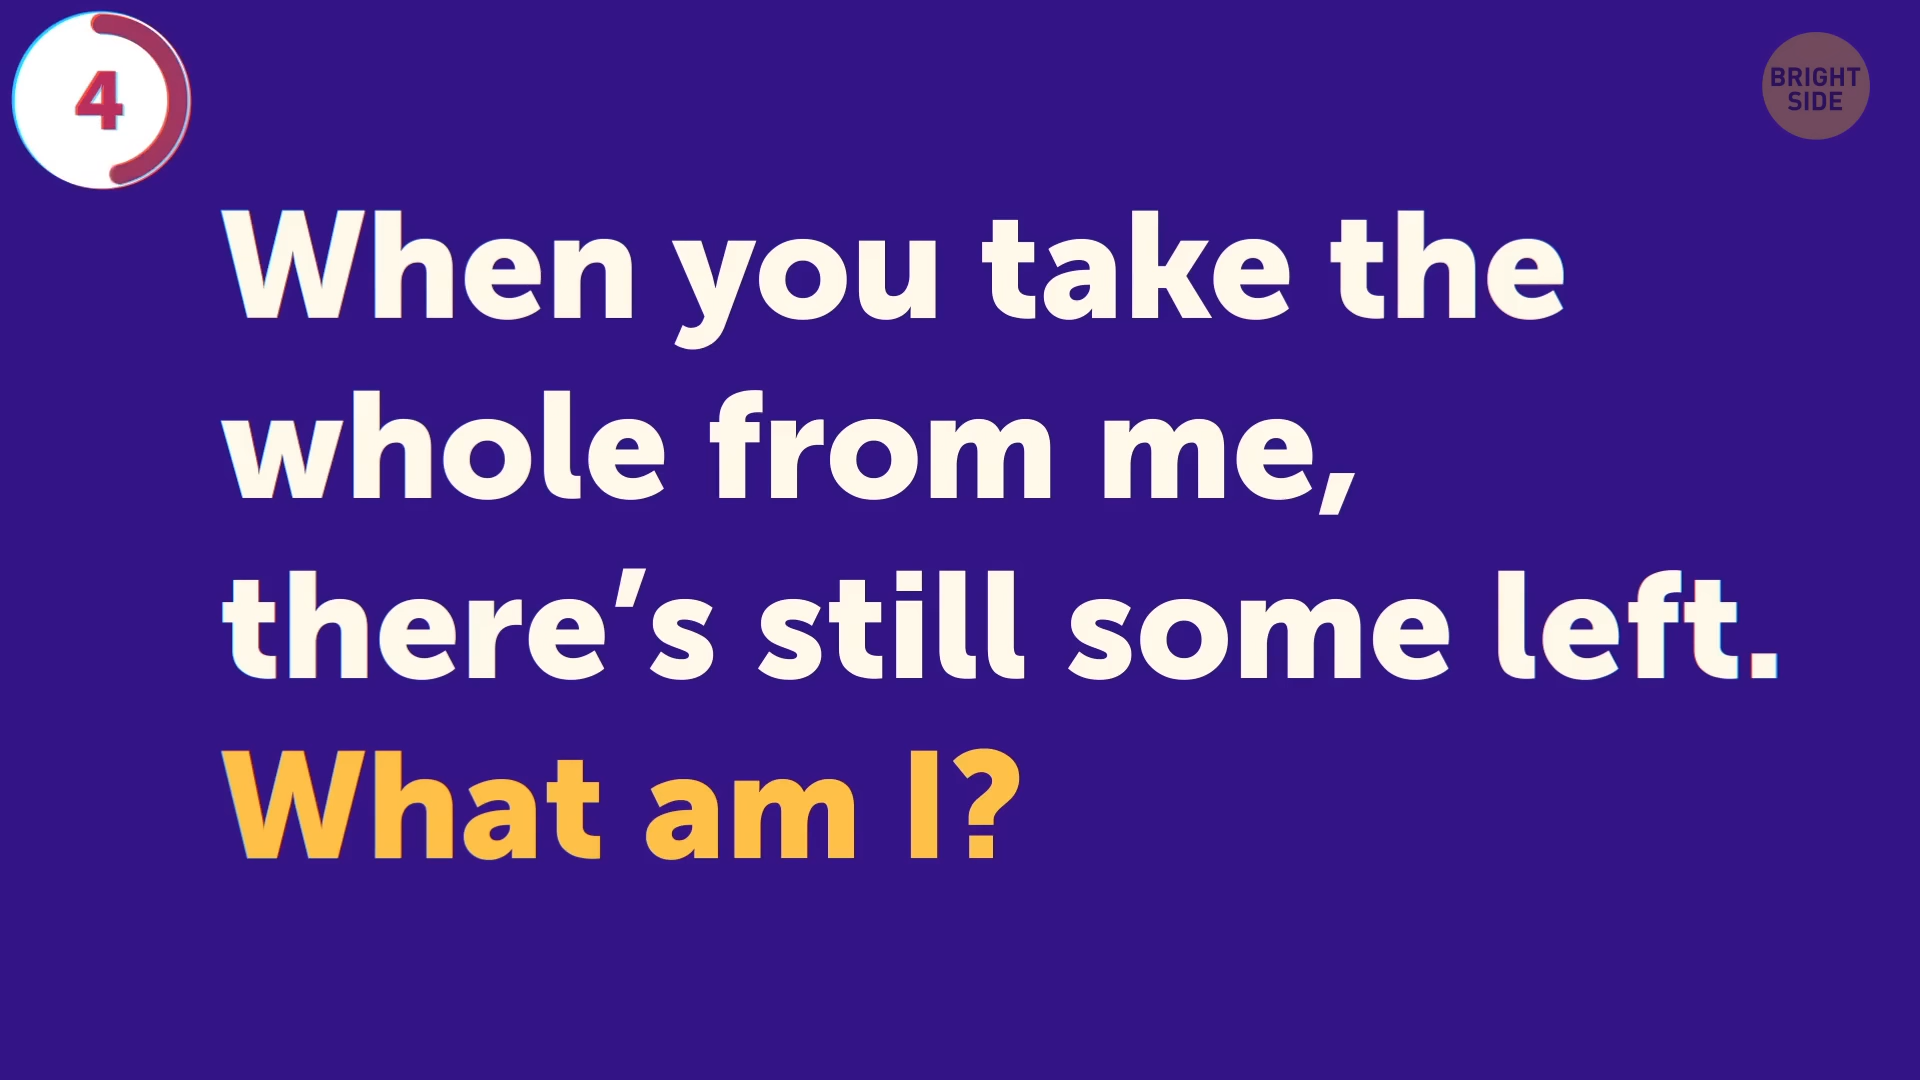 4
BRIGHT
SIDE
When you take the
whole from me,
there’s still some left.
What am I?